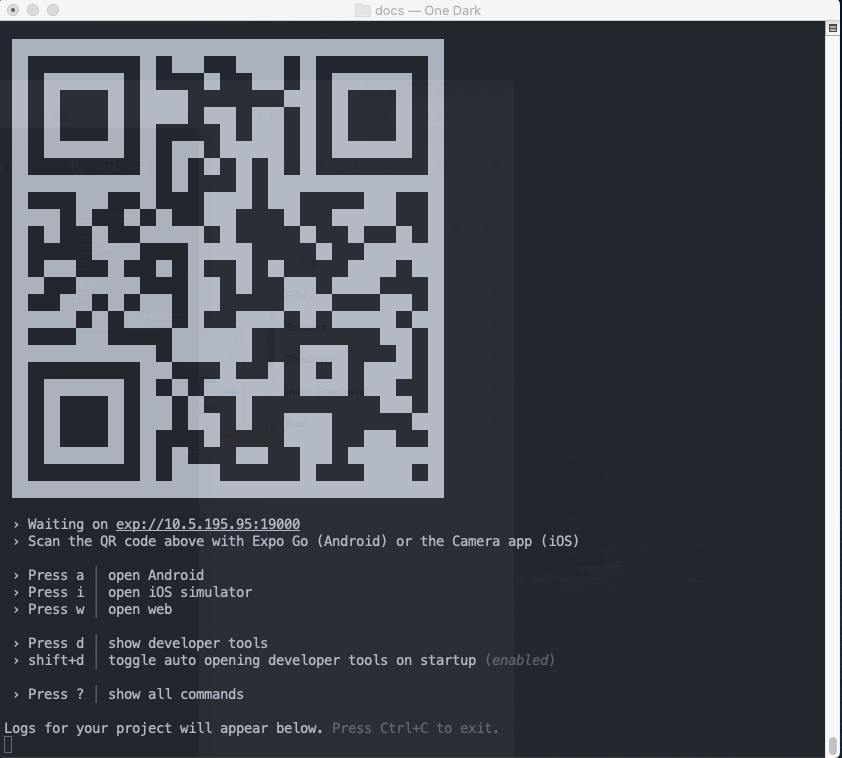 docs — One Dark
› Waiting on exp://10.5.195.95:19000
› Scan the QR code above with Expo Go (Android) or the Camera app (iOS)
› Press a │ open Android
› Press i │ open iOS simulator
› Press w │ open web
› Press d │ show developer tools
› shift+d │ toggle auto opening developer tools on startup (enabled)
› Press ? │ show all commands
Logs for your project will appear below. Press Ctrl+C to exit.